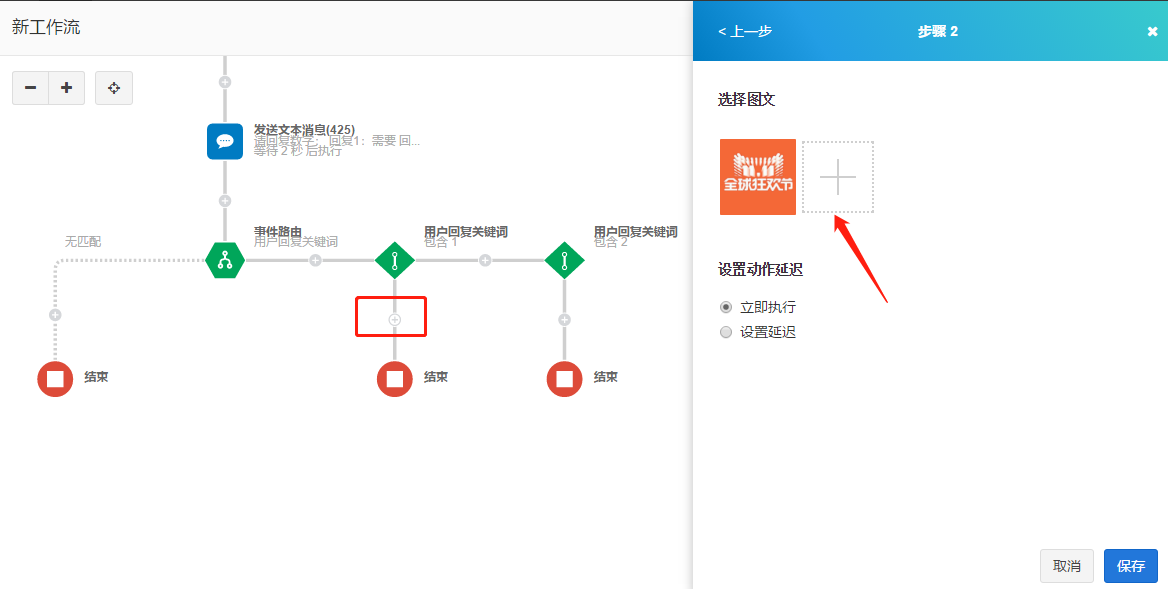 新工作流
< 上一步
步骤 2
选择图文
11.11
全球狂欢节
发送文本消息(425)
请回复数字： 回复1：需要 回...
等待 2 秒 后执行
无匹配
事件路由
用户回复关键词
用户回复关键词
包含 1
用户回复关键词
包含 2
设置动作延迟
立即执行
设置延迟
结束
结束
结束
取消
保存